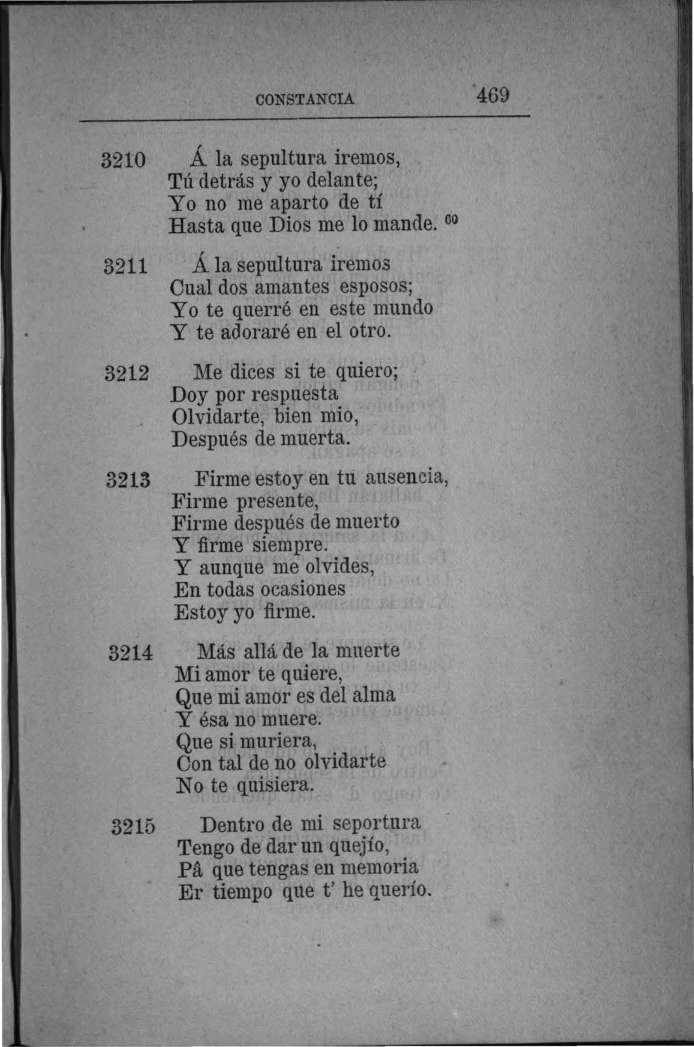 CONSTANCIA 469
3210 Á la sepultura iremos,
Tú detrás y yo delante;
Yo no me aparto de tí
Hasta que Dios me lo mande. 60
3211 Á la sepultura iremos
Cual dos amantes esposos;
Yo te querré en este mundo
Y te adoraré en el otro.
3212 Me dices si te quiero;
Doy por respuesta
Olvidarte, bien mio,
Después de muerta.
3213 Firme estoy en tu ausencia,
Firme presente,
Firme después de muerto
Y firme siempre.
Y aunque me olvides,
En todas ocasiones
Estoy yo firme.
3214 Más allá de la muerte
Mi amor te quiere,
Que mi amor es del alma
Y ésa no muere.
Que si muriera,
Con tal de no olvidarte
No te quisiera.
3215 Dentro de mi seportura
Tengo de dar un quejío,
Pâ que tengas en memoria
Er tiempo que t' he querío.